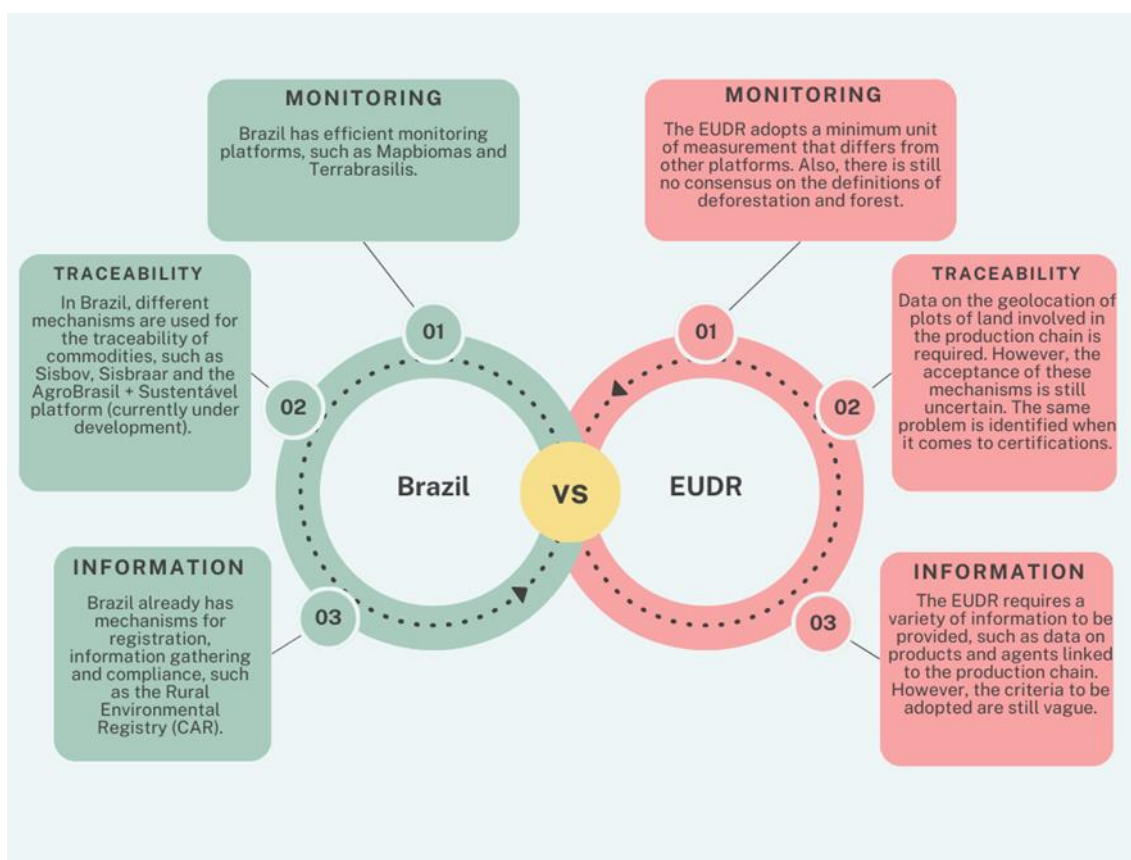 MONITORING
Brazil has efficient monitoring
platforms, such as Mapbiomas and
Terrabrasilis.
MONITORING
The EUDR adopts a minimum unit
of measurement that differs from
other platforms. Also, there is still
no consensus on the definitions of
deforestation and forest.
TRACEABILITY
In Brazil, different
mechanisms are used for
the traceability of
commodities, such as
Sisbov, Sisbraar and the
AgroBrasil + Sustentável
platform (currently under
development).
TRACEABILITY
Data on the geolocation of
plots of land involved in
the production chain is
required. However, the
acceptance of these
mechanisms is still
uncertain. The same
problem is identified when
it comes to certifications.
01
01
02
02
Brazil
VS
EUDR
INFORMATION
Brazil already has
mechanisms for
registration,
information gathering
and compliance, such
as the Rural
Environmental
Registry (CAR).
03
03
INFORMATION
The EUDR requires a
variety of information to be
provided, such as data on
products and agents linked
to the production chain.
However, the criteria to be
adopted are still vague.